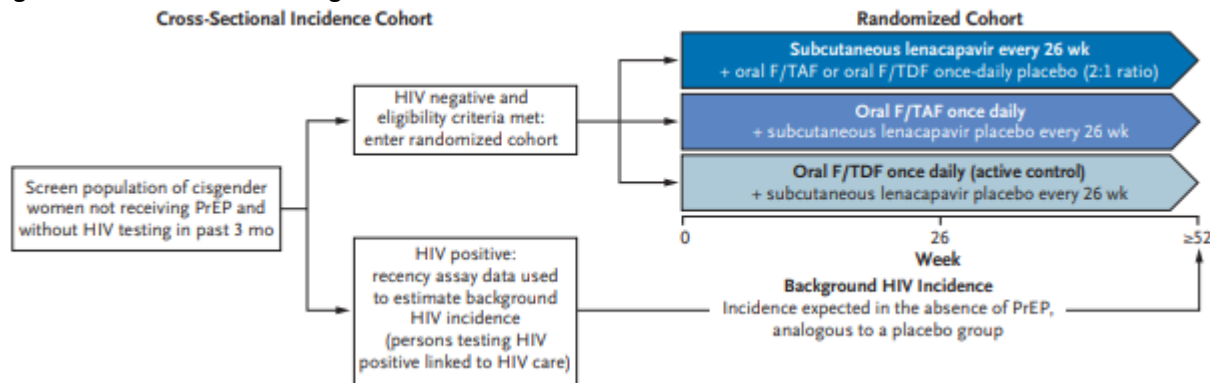 Cross-Sectional Incidence Cohort
Randomized Cohort
Screen population of cisgender
women not receiving PrEP and
without HIV testing in past 3 mo
HIV negative and
eligibility criteria met:
enter randomized cohort
HIV positive:
recency assay data used
to estimate background
HIV incidence
(persons testing HIV
positive linked to HIV care)
Subcutaneous lenacapavir every 26 wk
+ oral F/TAF or oral F/TDF once-daily placebo (2:1 ratio)
Oral F/TAF once daily
+ subcutaneous lenacapavir placebo every 26 wk
Oral F/TDF once daily (active control)
+ subcutaneous lenacapavir placebo every 26 wk
0 26 ≥52
Week
Background HIV Incidence
Incidence expected in the absence of PrEP,
analogous to a placebo group